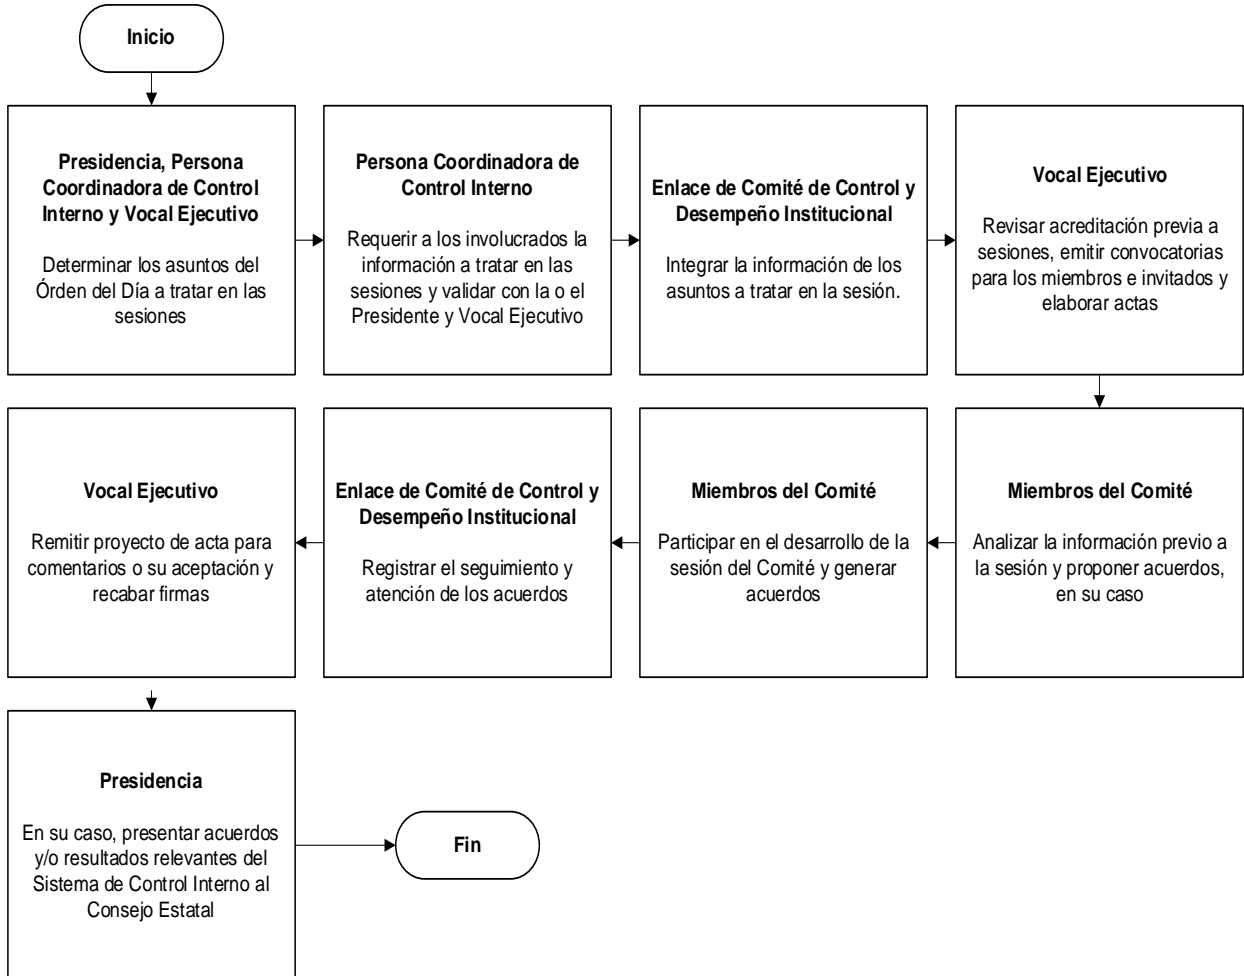 Inicio
Presidencia, Persona
Coordinadora de Control
Interno y Vocal Ejecutivo
Determinar los asuntos del
Órden del Día a tratar en las
sesiones
Persona Coordinadora de
Control Interno
Requerir a los involucrados la
información a tratar en las
sesiones y validar con la o el
Presidente y Vocal Ejecutivo
Enlace de Comité de Control y
Desempeño Institucional
Integrar la información de los
asuntos a tratar en la sesión.
Vocal Ejecutivo
Revisar acreditación previa a
sesiones, emitir convocatorias
para los miembros e invitados y
elaborar actas
Miembros del Comité
Analizar la información previo a
la sesión y proponer acuerdos,
en su caso
Miembros del Comité
Participar en el desarrollo de la
sesión del Comité y generar
acuerdos
Enlace de Comité de Control y
Desempeño Institucional
Registrar el seguimiento y
atención de los acuerdos
Vocal Ejecutivo
Remitir proyecto de acta para
comentarios o su aceptación y
recabar firmas
Presidencia
En su caso, presentar acuerdos
y/o resultados relevantes del
Sistema de Control Interno al
Consejo Estatal
Fin